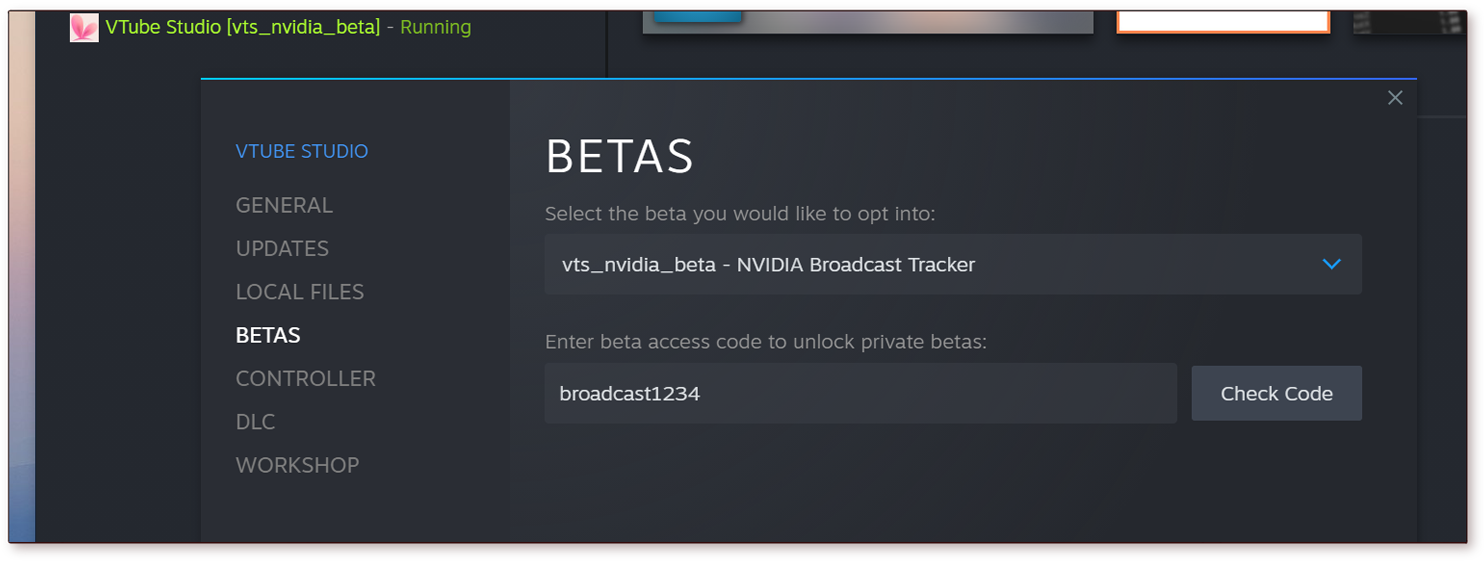 VTube Studio [vts_nvidia_beta] - Running
VTUBE STUDIO
GENERAL
UPDATES
LOCAL FILES
BETAS
CONTROLLER
DLC
WORKSHOP
BETAS
Select the beta you would like to opt into:
vts_nvidia_beta - NVIDIA Broadcast Tracker
Enter beta access code to unlock private betas:
broadcast1234
Check Code